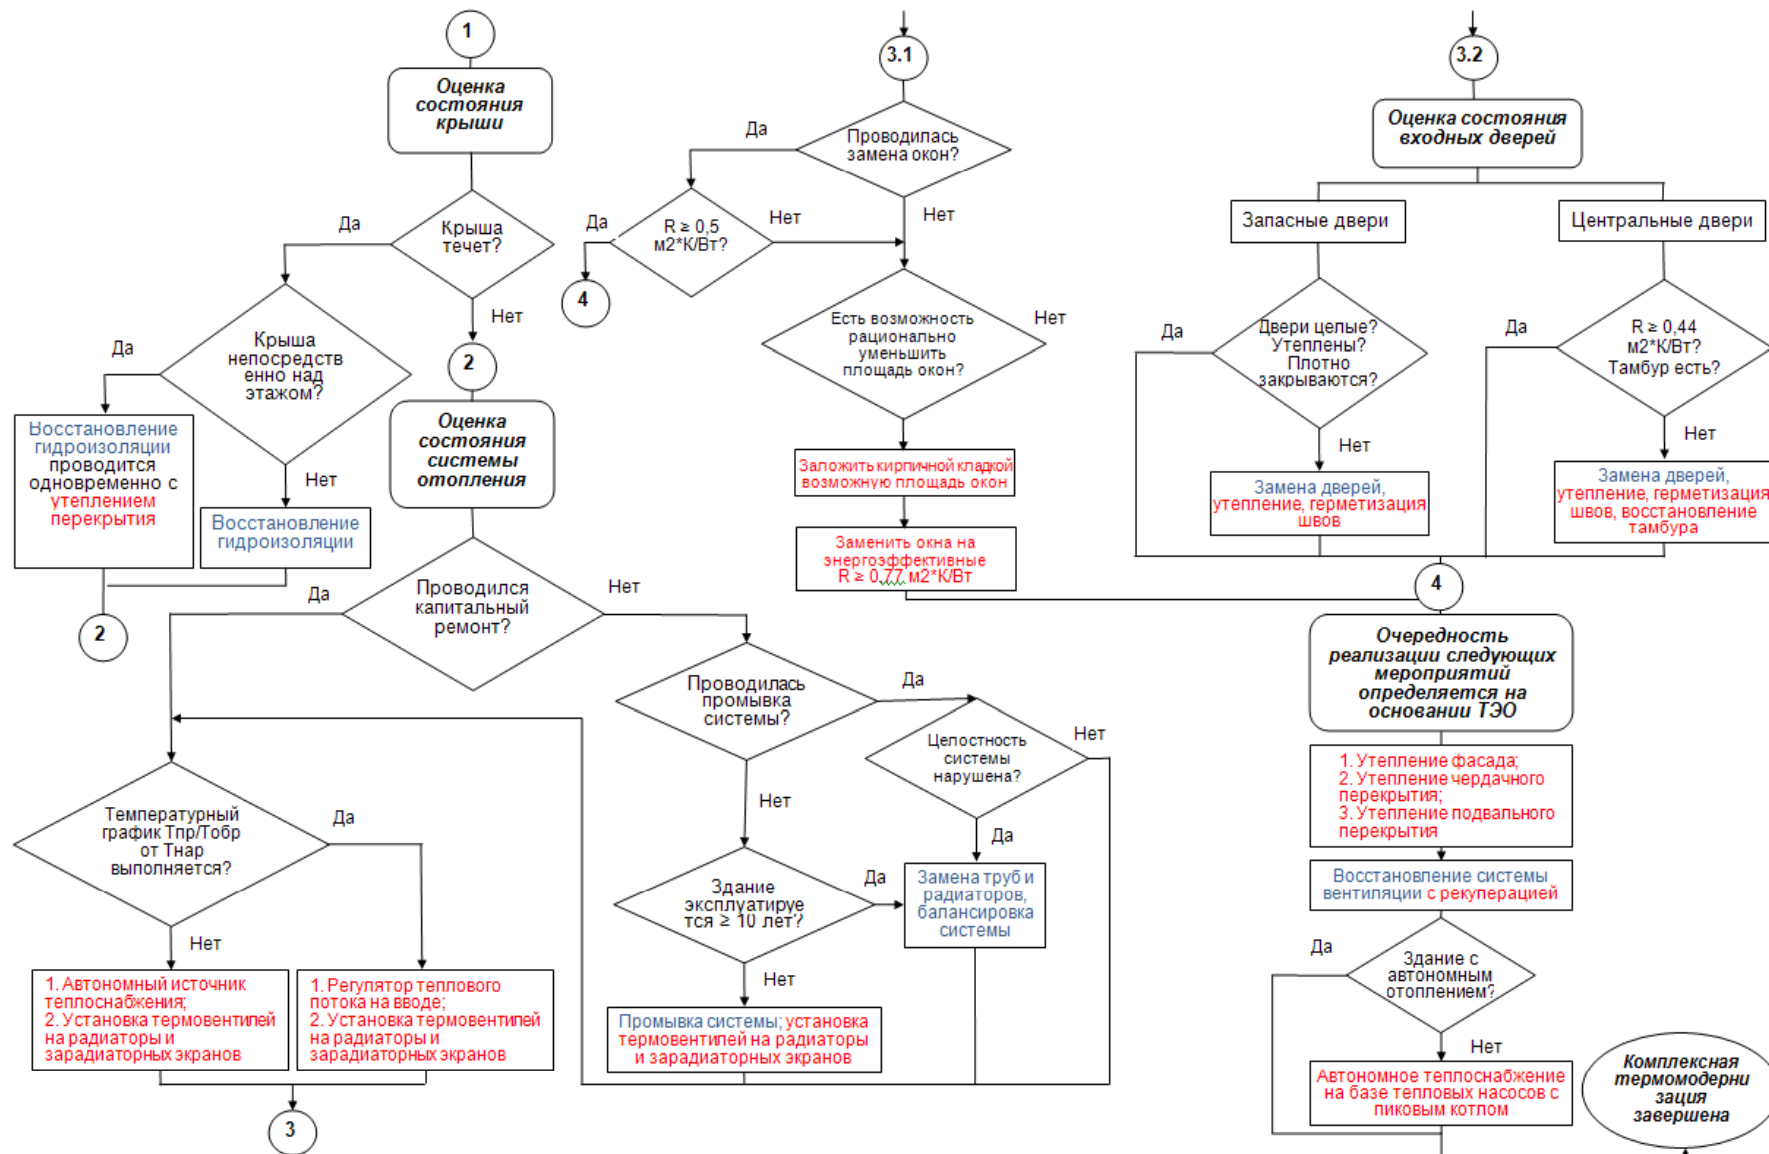 1
Оценка
состояния
крыши
Да
Крыша
течет?
Нет
Да
Крыша
непосредств
енно над
этажом?
Нет
Восстановление
гидроизоляции
проводится
одновременно с
утеплением
перекрытия
Восстановление
гидроизоляции
2
2
Оценка
состояния
системы
отопления
Да
Проводился
капитальный
ремонт?
Нет
Проводилась
промывка
системы?
Да
Нет
Целостность
системы
нарушена?
Нет
Да
Температурный
график Тпр/Тобр
от Тнар
выполняется?
Да
Нет
Здание
эксплуатируе
тся ≥ 10 лет?
Да
Нет
Замена труб и
радиаторов,
балансировка
системы
1. Автономный источник
теплоснабжения;
2. Установка термовентилей
на радиаторы и
зарадиаторных экранов
1. Регулятор теплового
потока на вводе;
2. Установка термовентилей
на радиаторы и
зарадиаторных экранов
Промывка системы; установка
термовентилей на радиаторы
и зарадиаторных экранов
3
3.1
Да
Проводилась
замена окон?
Нет
Да
R ≥ 0,5
м2*К/Вт?
Нет
4
Есть возможность
рационально
уменьшить
площадь окон?
Нет
Заложить кирпичной кладкой
возможную площадь окон
Заменить окна на
энергоэффективные
R ≥ 0,77 м2*К/Вт
3.2
Оценка состояния
входных дверей
Запасные двери
Центральные двери
Да
Двери целые?
Утеплены?
Плотно
закрываются?
Нет
Да
R ≥ 0,44
м2*К/Вт?
Тамбур есть?
Нет
Замена дверей,
утепление, герметизация
швов
Замена дверей,
утепление, герметизация
швов, восстановление
тамбура
4
Очередность
реализации следующих
мероприятий
определяется на
основании ТЭО
1. Утепление фасада;
2. Утепление чердачного
перекрытия;
3. Утепление подвального
перекрытия
Восстановление системы
вентиляции с рекуперацией
Да
Здание с
автономным
отоплением?
Нет
Автономное теплоснабжение
на базе тепловых насосов с
пиковым котлом
Комплексная
термомодерни
зация
завершена